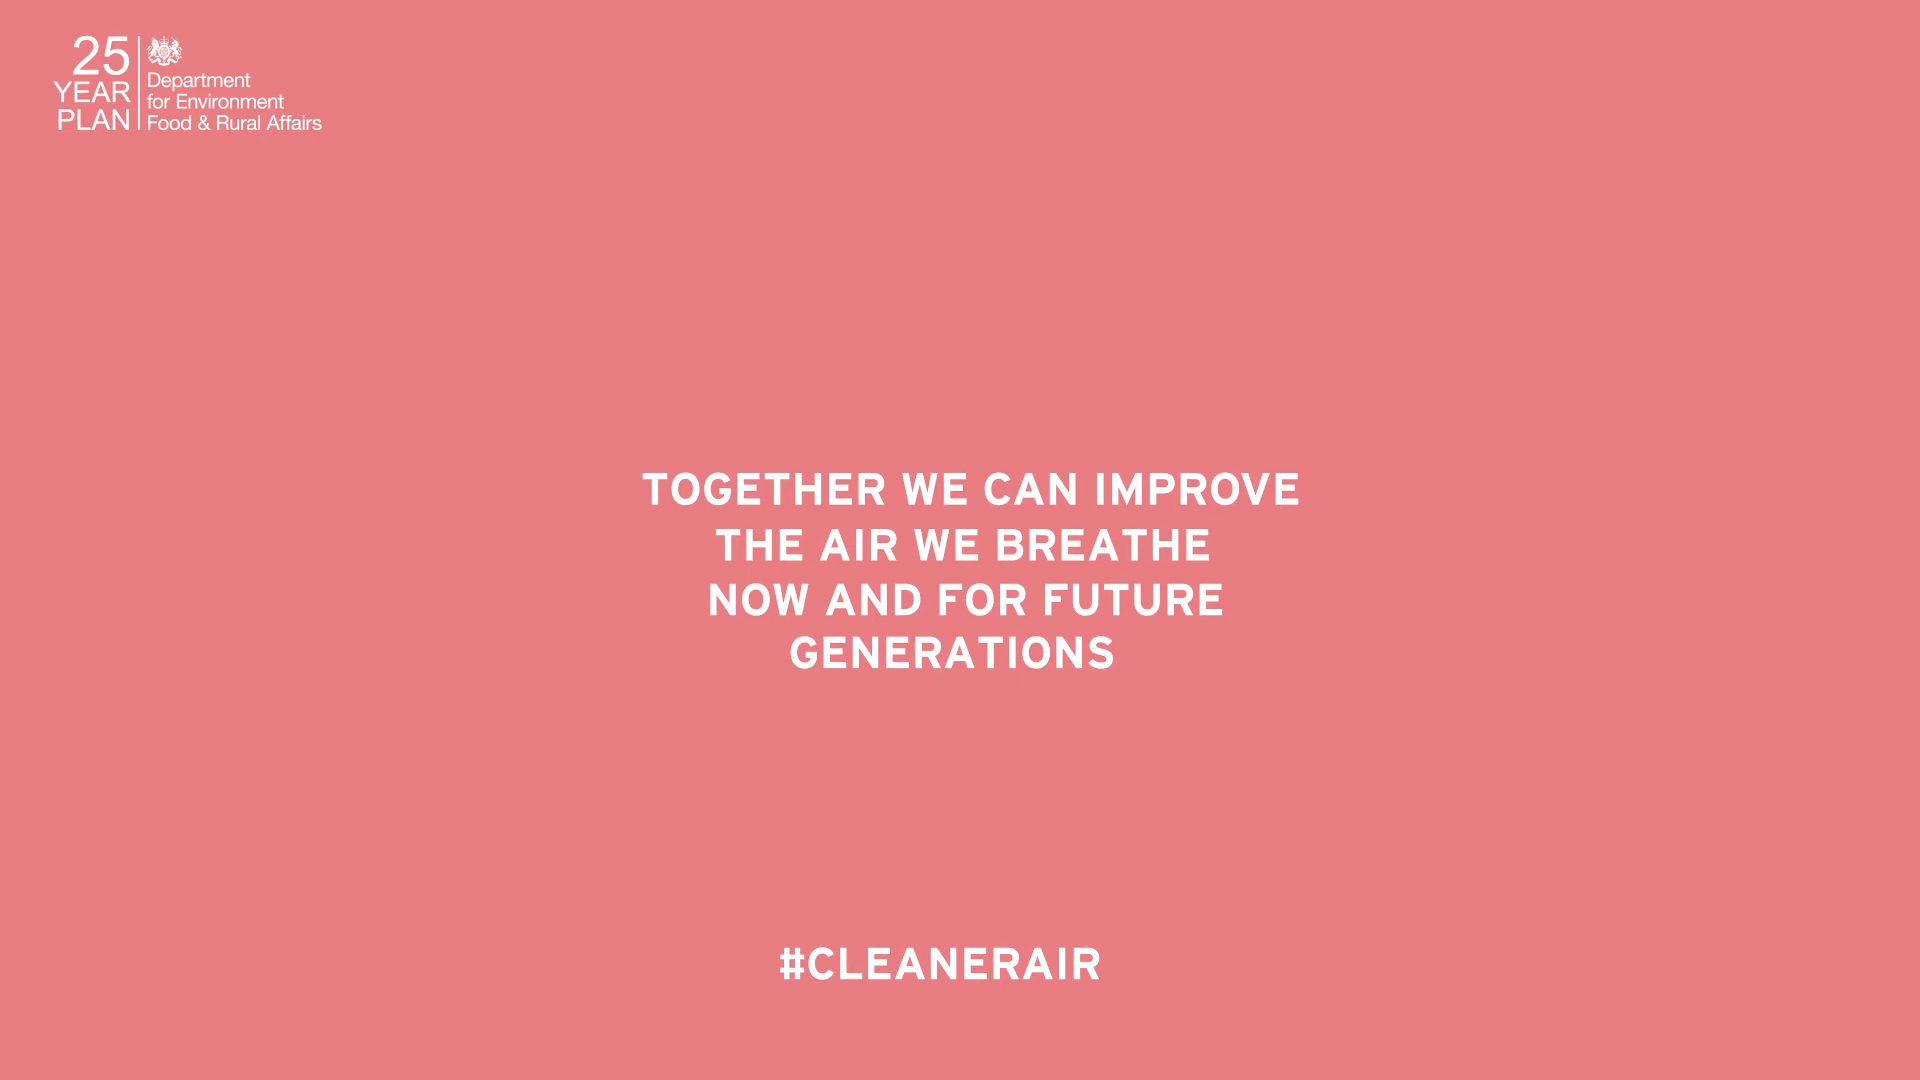 25
YEAR
PLAN
Department
for Environment
Food & Rural Affairs
TOGETHER WE CAN IMPROVE
THE AIR WE BREATHE
NOW AND FOR FUTURE
GENERATIONS
#CLEANERAIR